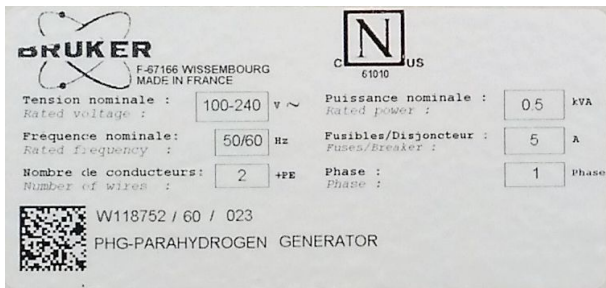 BRUKER
F-67166 WISSEMBOURG
MADE IN FRANCE
C N US
61010
Tension nominale : 100-240 V ~
Rated voltage :
Puissance nominale : 0.5 kVA
Rated power :
Frequence nominale: 50/60 Hz
Rated frequency :
Fusibles/Disjoncteur : 5 A
Fuses/Breaker :
Nombre de conducteurs: 2 +PE
Number of wires :
Phase : 1 Phase
Phase :
W118752 / 60 / 023
PHG-PARAHYDROGEN GENERATOR